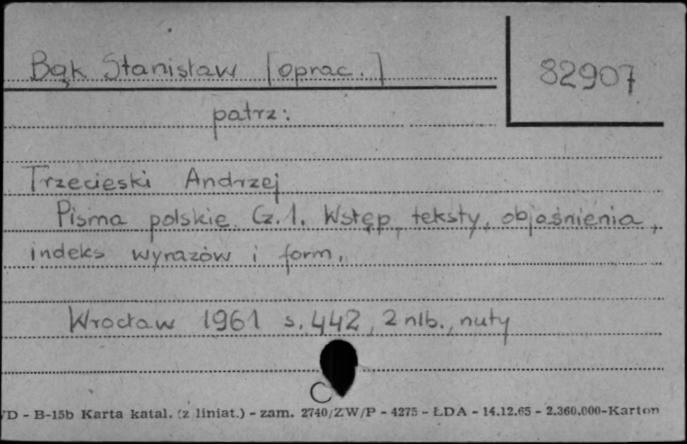 Bąk Stanisław [oprac.]
82907
patrz:
Trzecieski Andrzej
Pisma polskie Cz. 1. Wstęp, teksty, objaśnienia,
indeks wyrazów i form.
Wrocław 1961 s. 442, 2 nlb., nuty
C
/D - B-15b Karta katal. (z liniat.) - zam. 2740/ZW/P - 4275 - ŁDA - 14.12.65 - 2.360.000-Karton